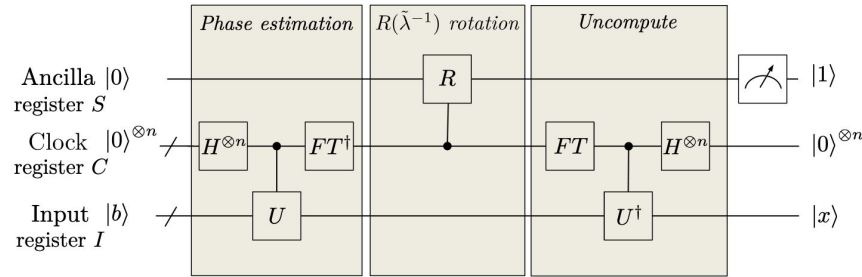 Phase estimation R(λ̃⁻¹) rotation Uncompute
Ancilla |0⟩ R |1⟩
register S
Clock |0⟩^{⊗n} H^{⊗n} FT† FT H^{⊗n} |0⟩^{⊗n}
register C
Input |b⟩ U U† |x⟩
register I